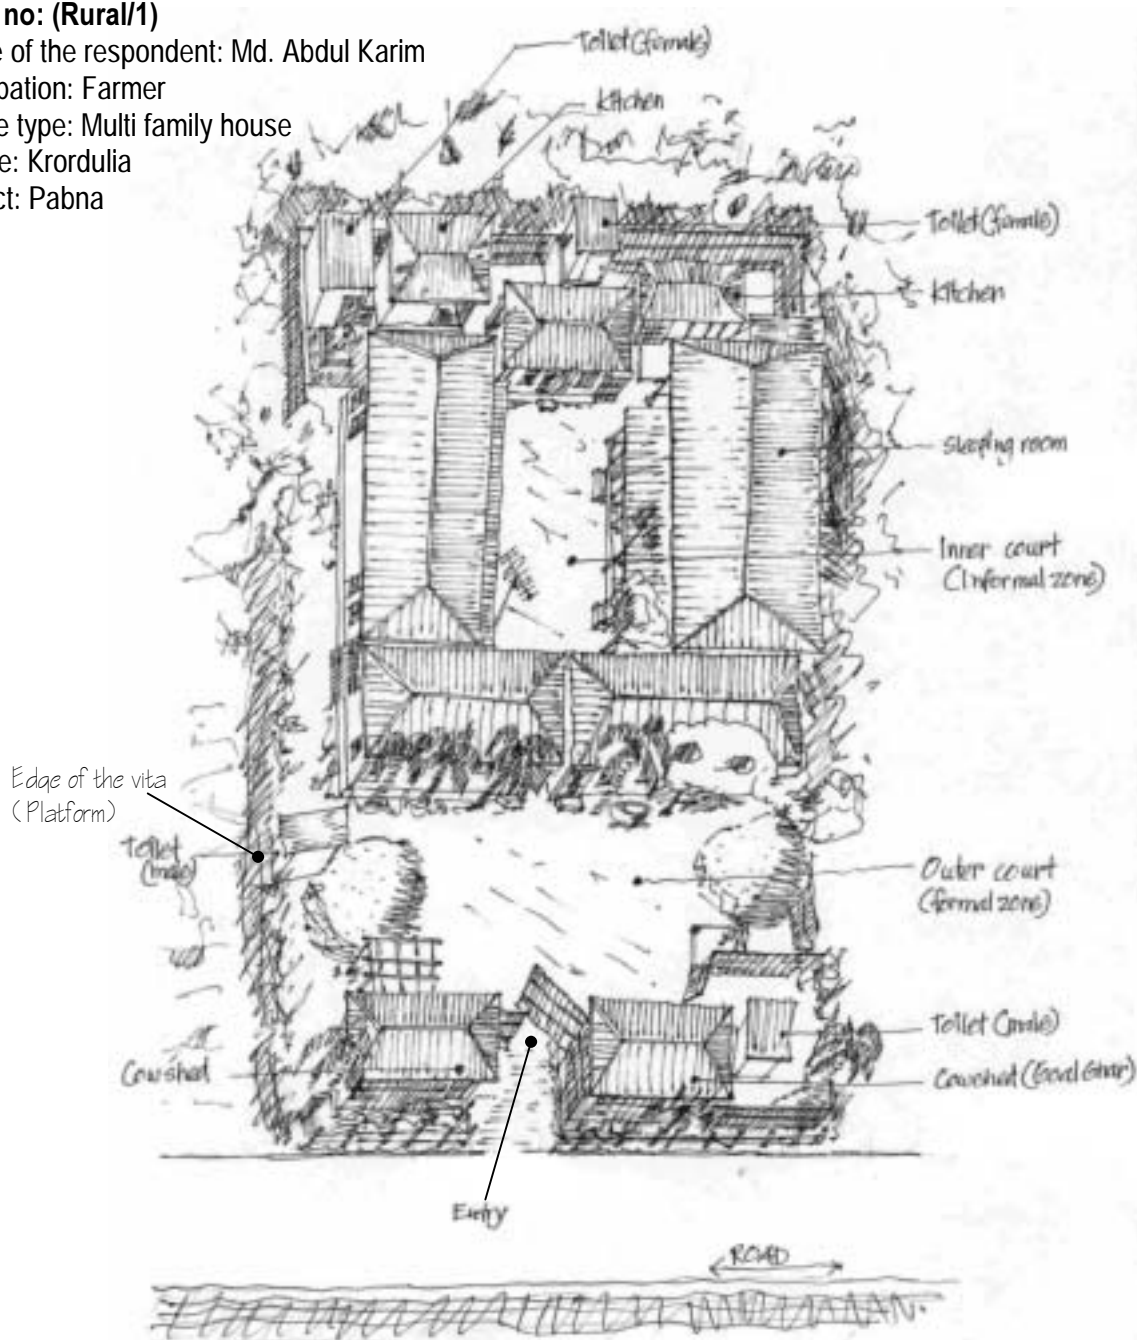 no: (Rural/1)
e of the respondent: Md. Abdul Karim
pation: Farmer
e type: Multi family house
e: Krordulia
ct: Pabna
Toilet (female)
Kitchen
Toilet (female)
Kitchen
Sleeping room
Inner court
(Informal zone)
Edge of the vita
(Platform)
Toilet
(male)
Outer court
(formal zone)
Toilet (male)
Cowshed
Cowshed (Goal Ghar)
Entry
ROAD